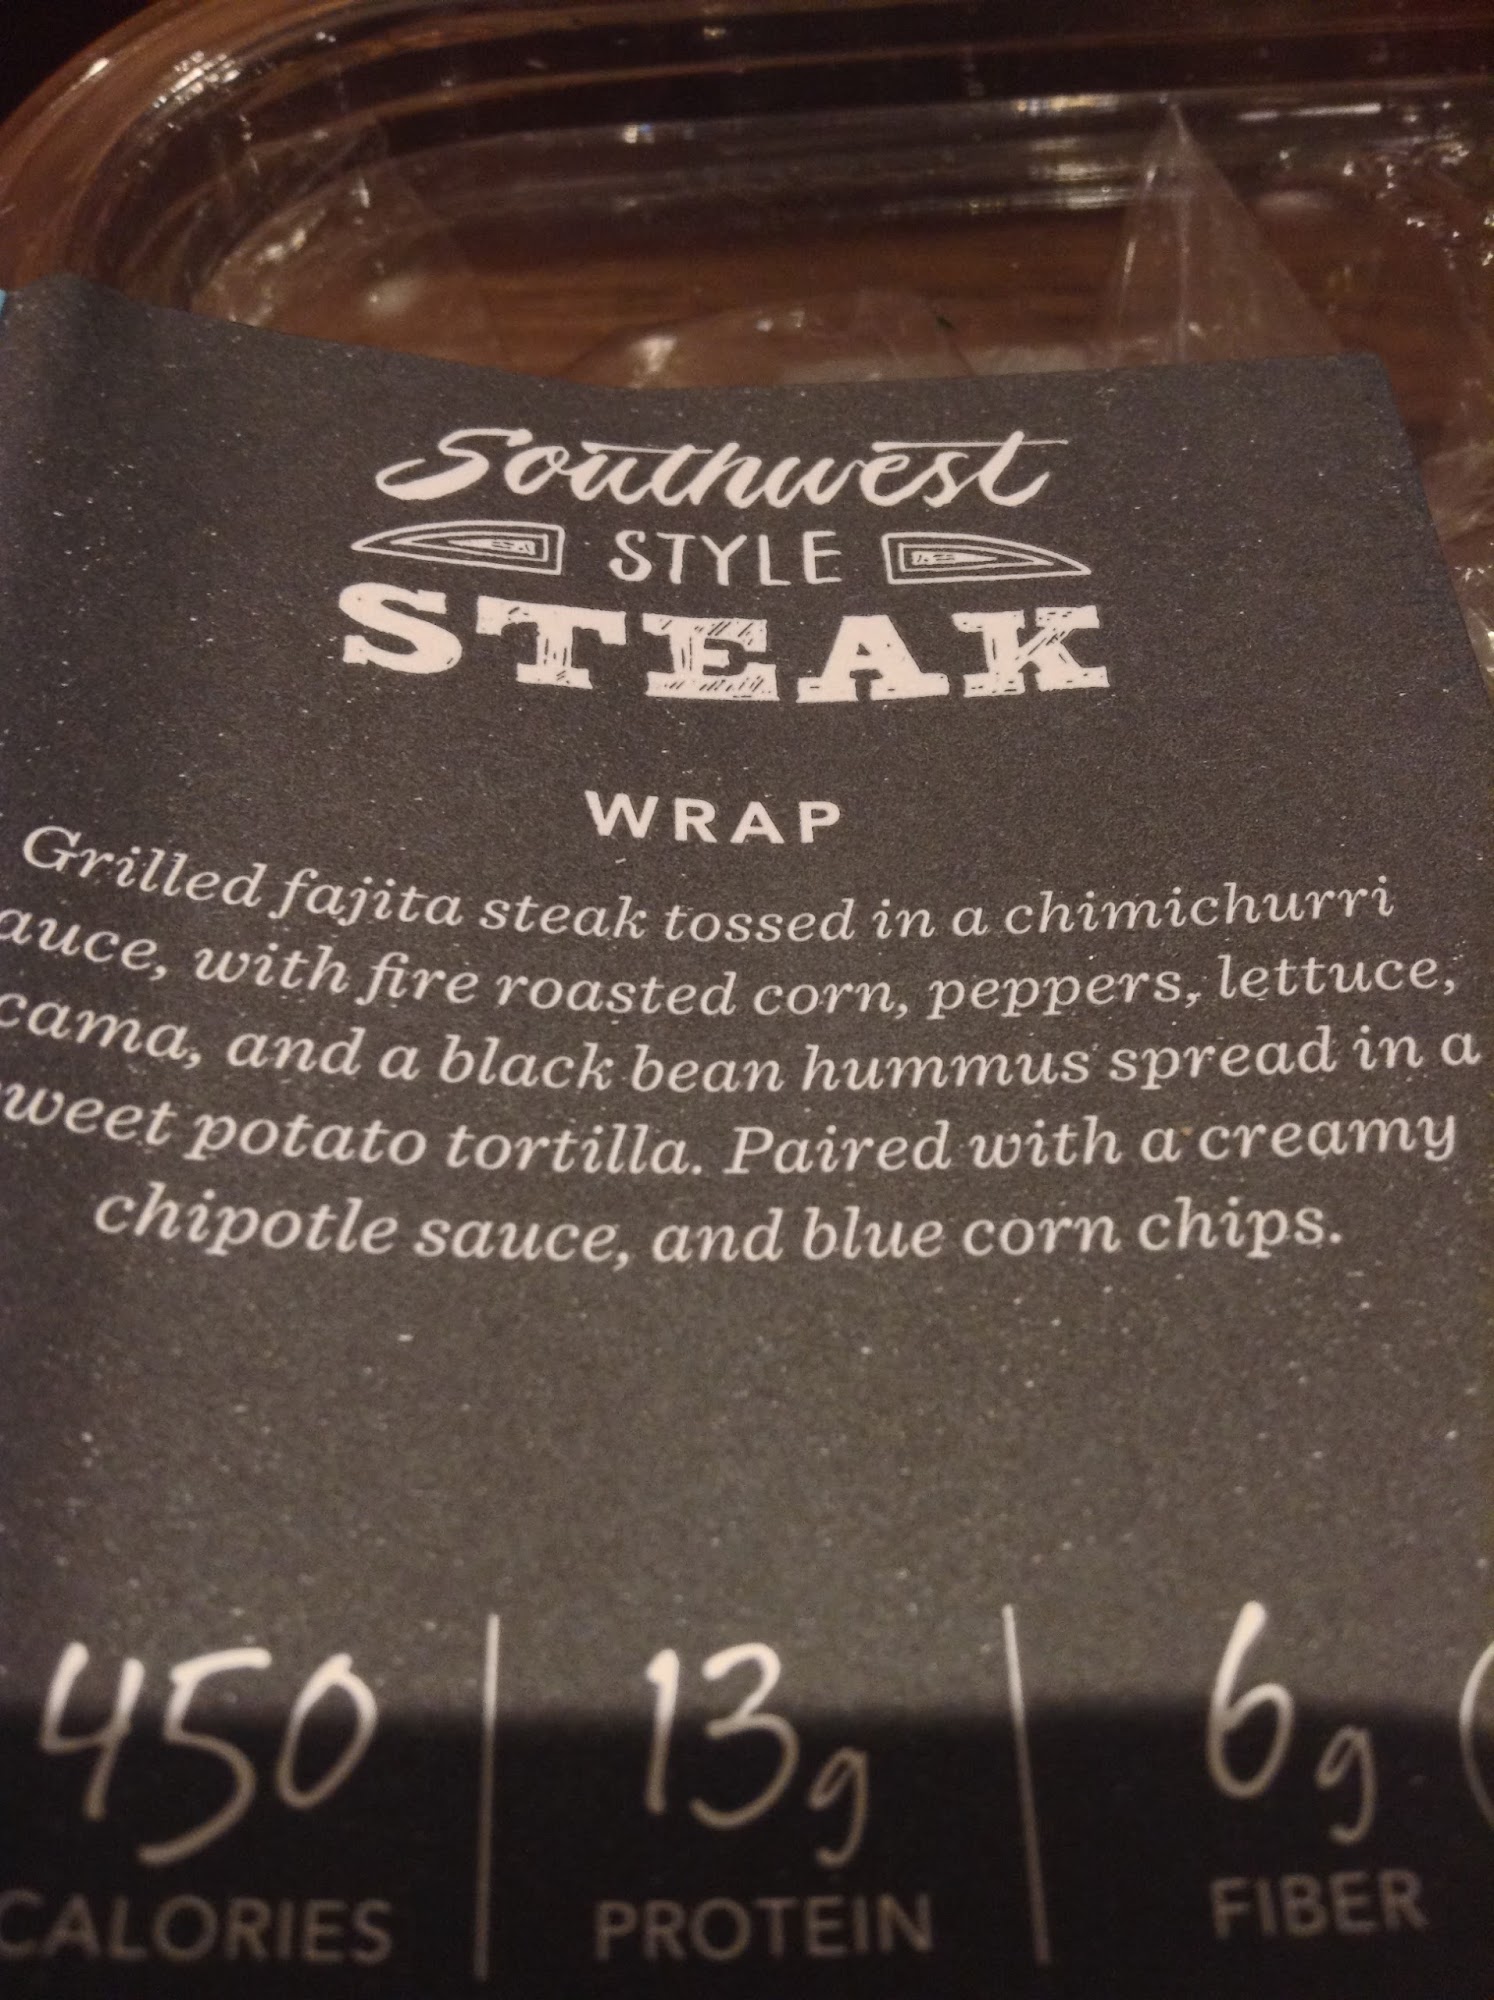 Southwest
STYLE
STEAK
WRAP
Grilled fajita steak tossed in a chimichurri
auce, with fire roasted corn, peppers, lettuce,
cama, and a black bean hummus spread in a
weet potato tortilla. Paired with a creamy
chipotle sauce, and blue corn chips.
450 13g 6g
CALORIES PROTEIN FIBER